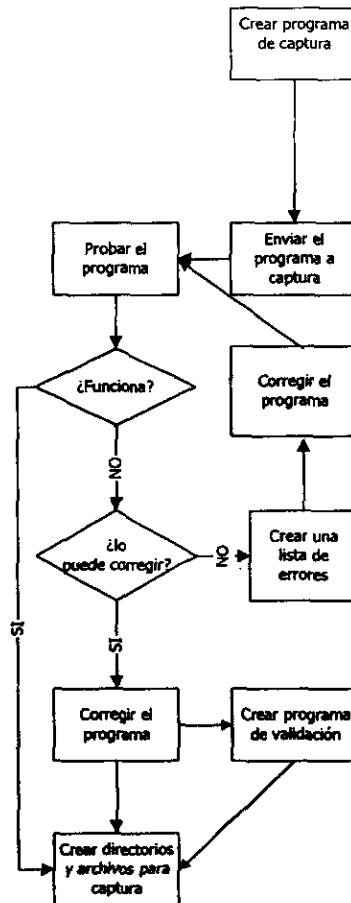 Crear programa
de captura
Probar el
programa
Enviar el
programa a
captura
¿Funciona?
Corregir el
programa
NO
¿lo
puede corregir?
NO
Crear una
lista de
errores
SI
SI
Corregir el
programa
Crear programa
de validación
Crear directorios
y archivos para
captura